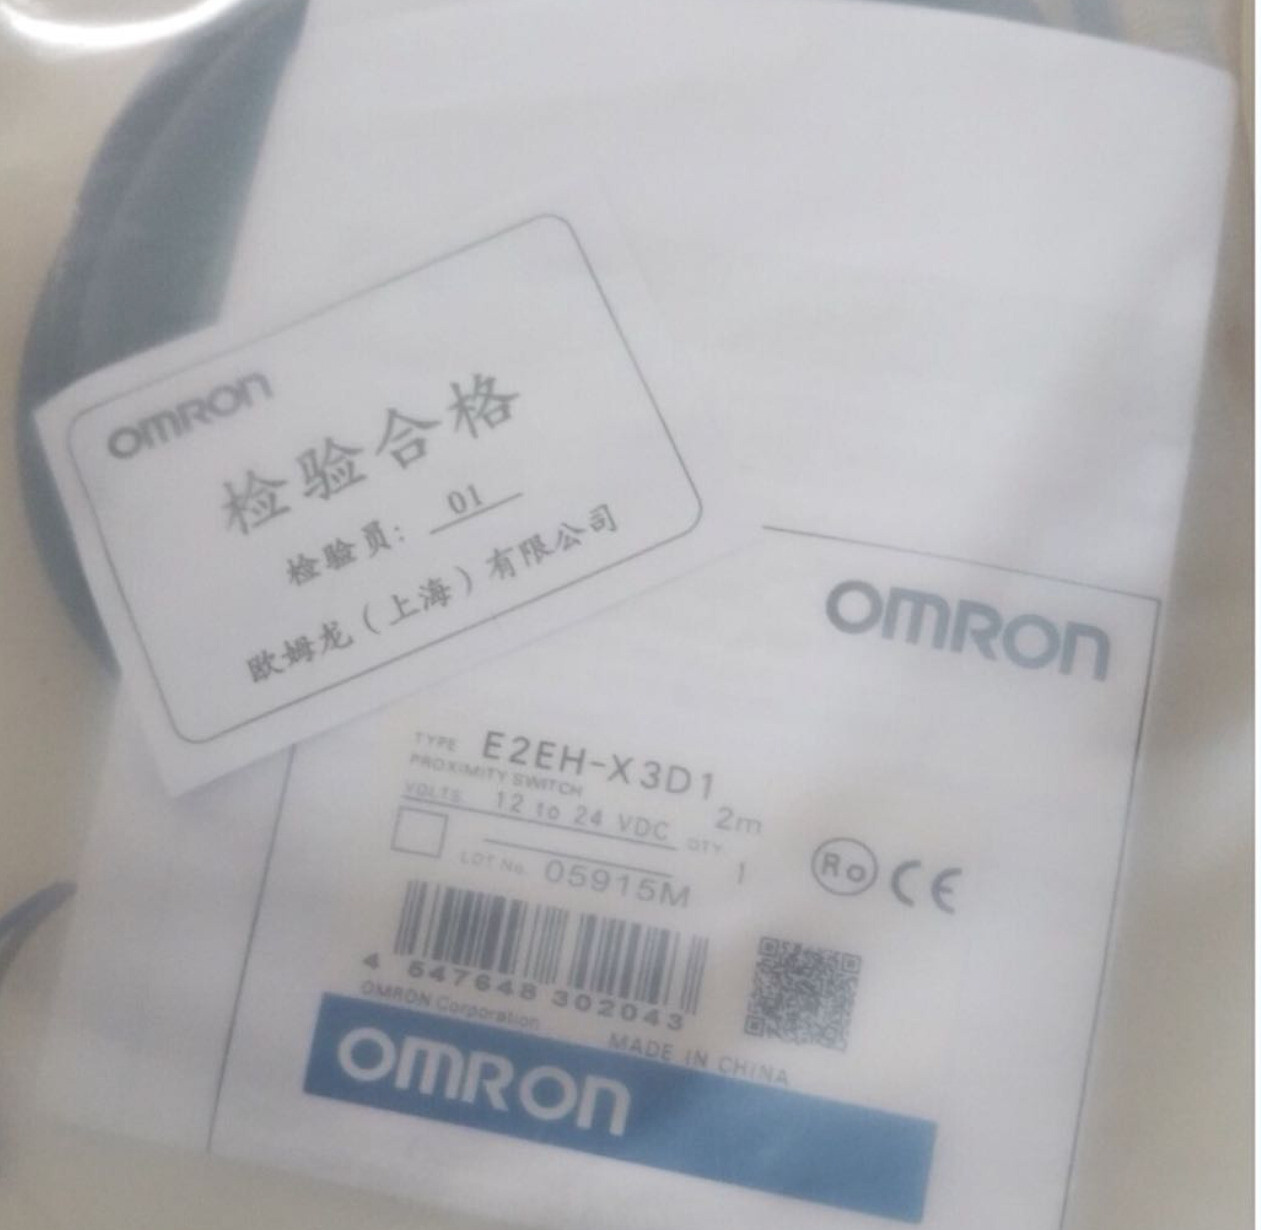 OMRON
检验合格
检验员: 01
欧姆龙（上海）有限公司
OMRON
TYPE E2EH-X3D1
PROXIMITY SWITCH 2m
VOLTS 12 to 24 VDC QTY. 1
LOT No. 05915M
Ro CE
4 547648 302043
OMRON Corporation
MADE IN CHINA
OMRON